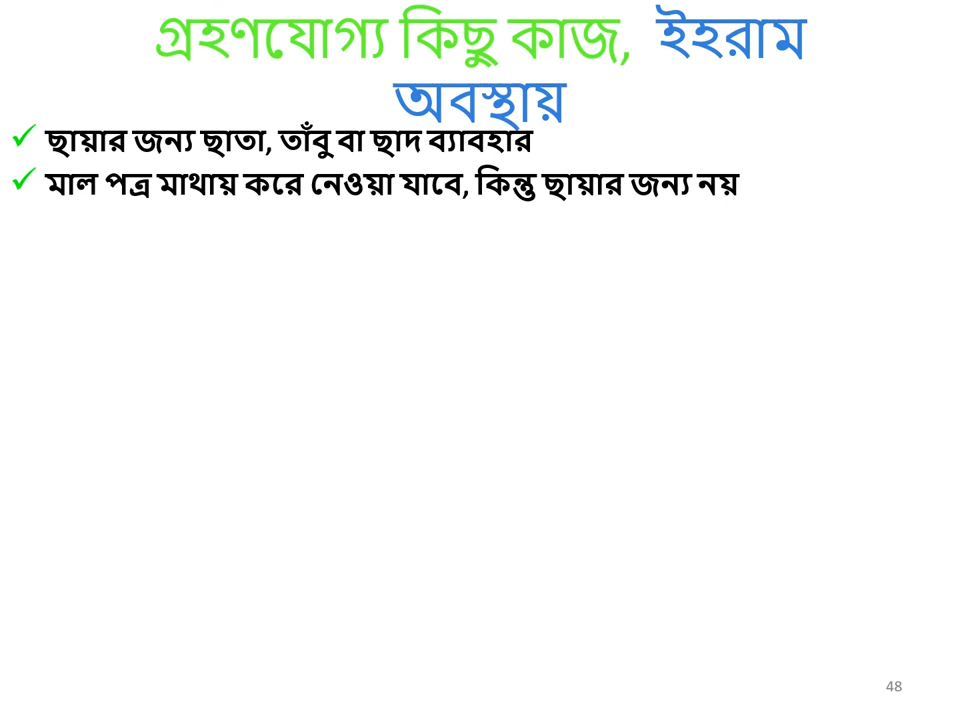 গ্রহণযোগ্য কিছু কাজ, ইহরাম
অবস্থায়
ছায়ার জন্য ছাতা, তাঁবু বা ছাদ ব্যাবহার
মাল পত্র মাথায় করে নেওয়া যাবে, কিন্তু ছায়ার জন্য নয়
48